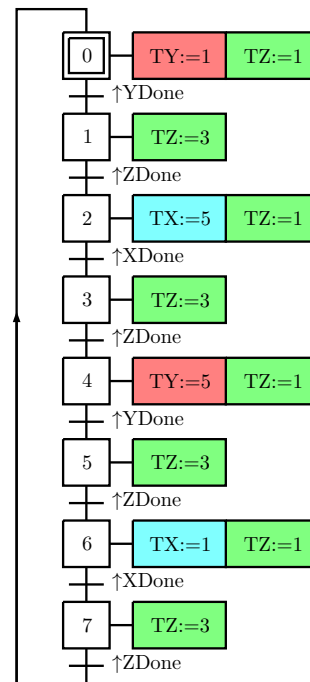 0 TY:=1 TZ:=1
↑YDone
1 TZ:=3
↑ZDone
2 TX:=5 TZ:=1
↑XDone
3 TZ:=3
↑ZDone
4 TY:=5 TZ:=1
↑YDone
5 TZ:=3
↑ZDone
6 TX:=1 TZ:=1
↑XDone
7 TZ:=3
↑ZDone